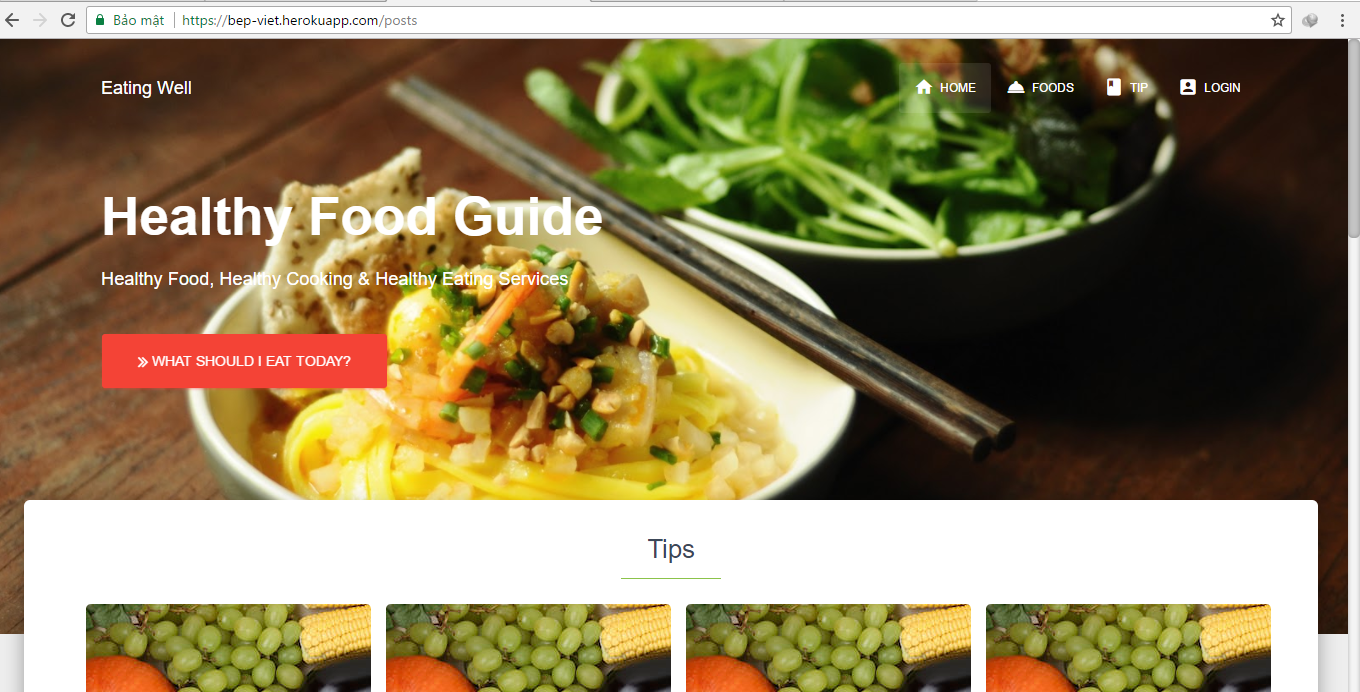 Bảo mật https://bep-viet.herokuapp.com/posts
Eating Well
HOME
FOODS
TIP
LOGIN
Healthy Food Guide
Healthy Food, Healthy Cooking & Healthy Eating Services
WHAT SHOULD I EAT TODAY?
Tips